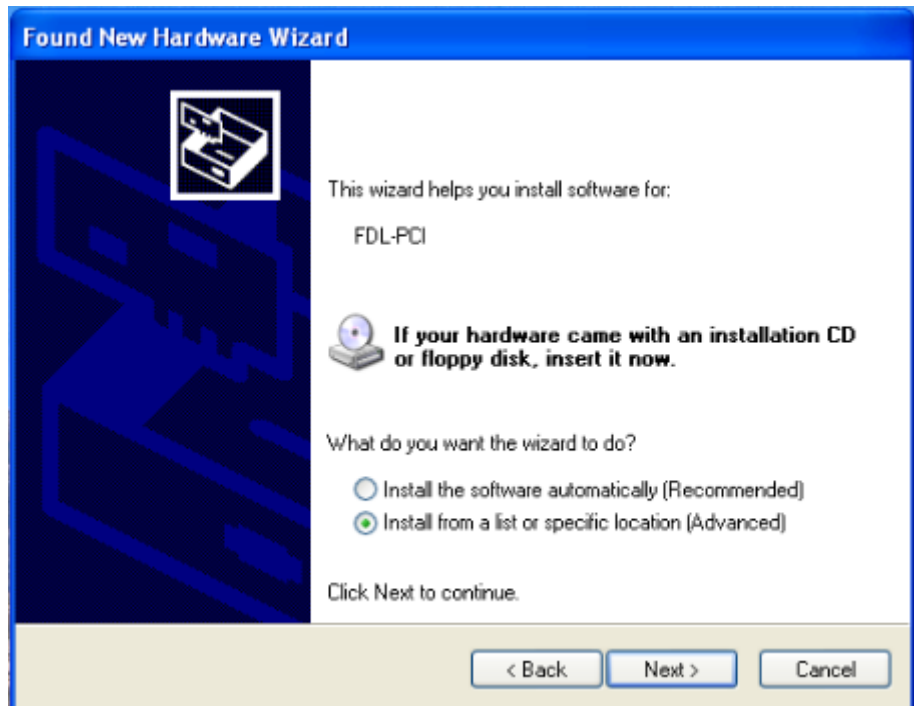 Found New Hardware Wizard
This wizard helps you install software for:
FDL-PCI
If your hardware came with an installation CD
or floppy disk, insert it now.
What do you want the wizard to do?
Install the software automatically (Recommended)
Install from a list or specific location (Advanced)
Click Next to continue.
< Back
Next >
Cancel